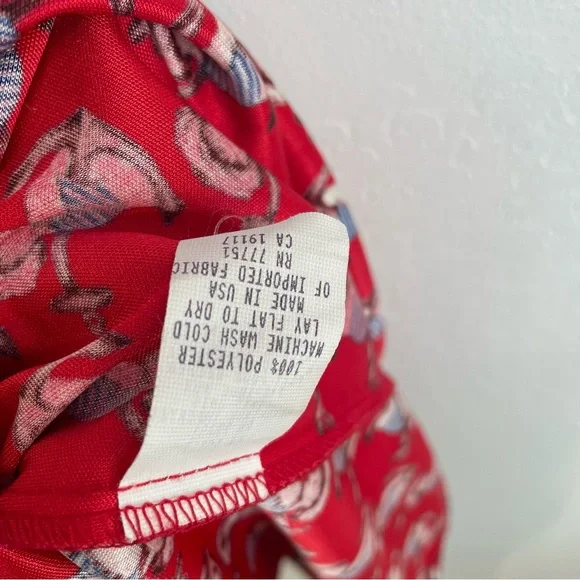 100% POLYESTER
MACHINE WASH COLD
LAY FLAT TO DRY
MADE IN USA
OF IMPORTED FABRIC
RN 77751
CA 19117